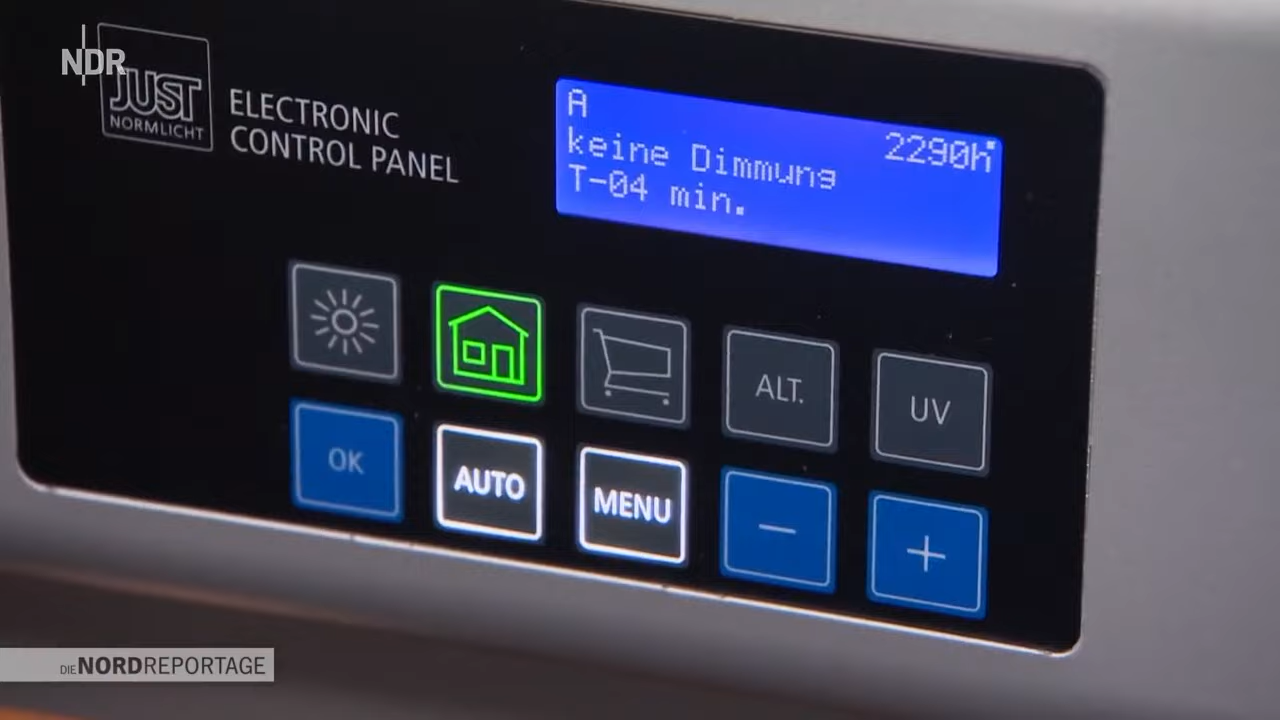 NDR
JUST
NORMLICHT
ELECTRONIC
CONTROL PANEL
A
2290h
keine Dimmung
T-04 min.
ALT.
UV
OK
AUTO
MENU
−
+
DIE NORDREPORTAGE